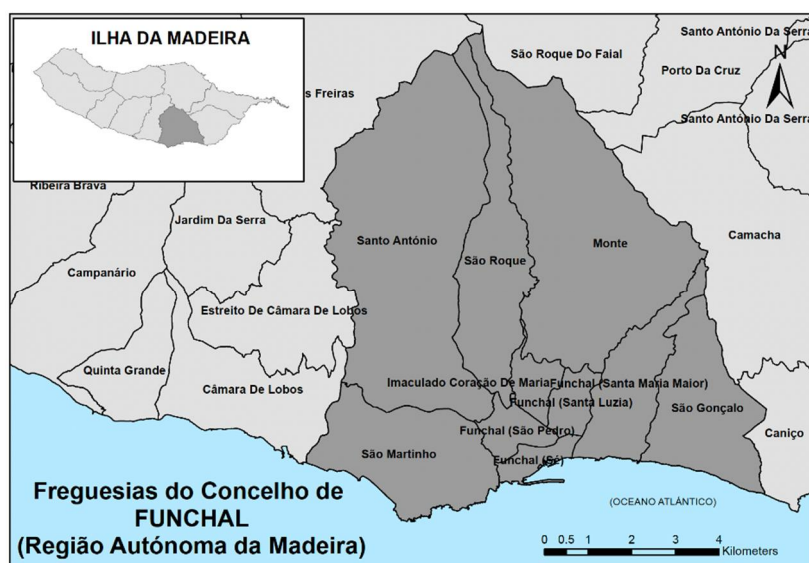 ILHA DA MADEIRA
São Roque Do Faial
Santo António Da Serra
N
Porto Da Cruz
s Freiras
Santo António Da Serra
Ribeira Brava
Jardim Da Serra
Santo António
São Roque
Monte
Camacha
Campanário
Estreito De Câmara De Lobos
Quinta Grande
Câmara De Lobos
Imaculado Coração De Maria
Funchal (Santa Maria Maior)
Funchal (Santa Luzia)
São Gonçalo
Caniço
Funchal (São Pedro)
São Martinho
Funchal (Sé)
Freguesias do Concelho de
FUNCHAL
(Região Autónoma da Madeira)
(OCEANO ATLÂNTICO)
0 0.5 1 2 3 4
Kilometers